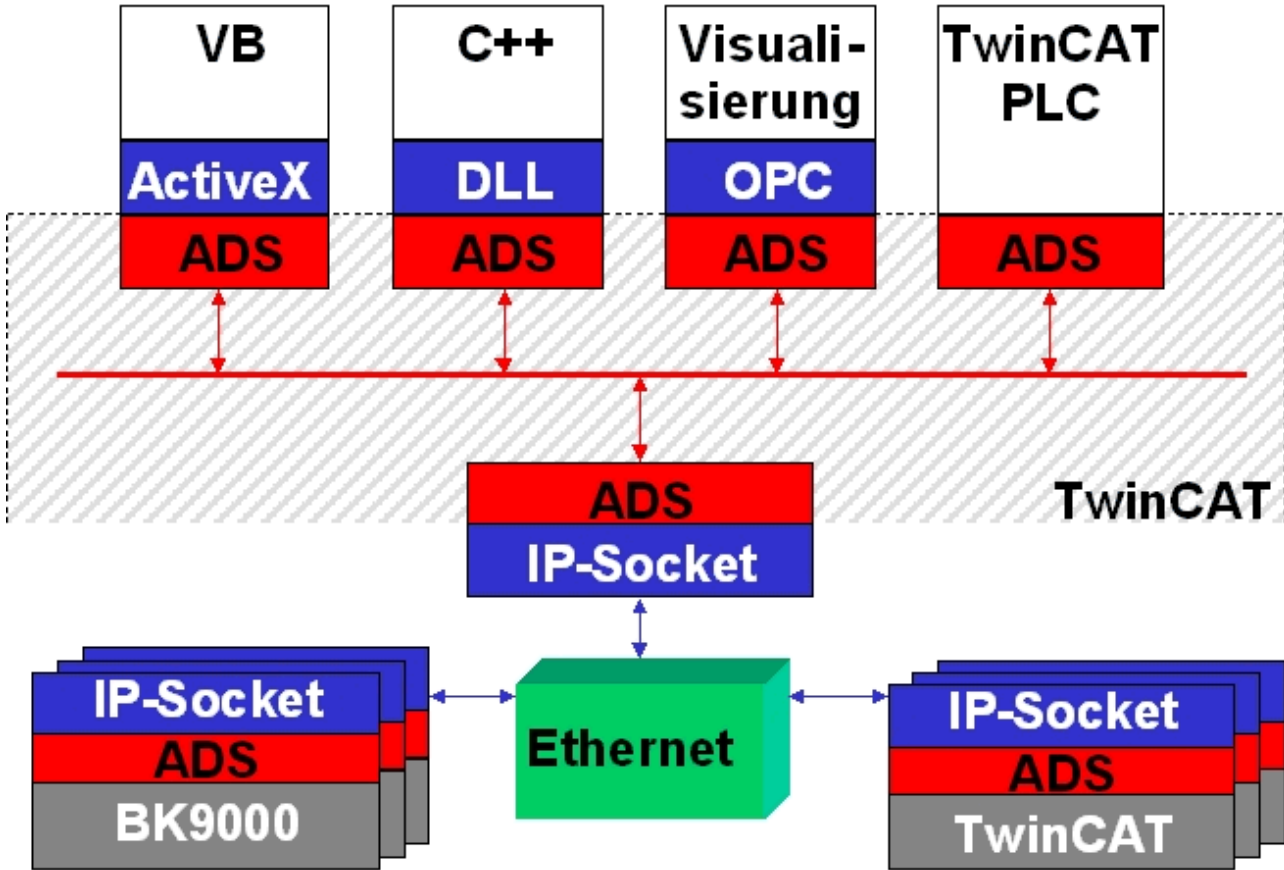 VB
C++
Visuali-
sierung
TwinCAT
PLC
ActiveX
DLL
OPC
ADS
ADS
ADS
ADS
ADS
TwinCAT
IP-Socket
IP-Socket
ADS
BK9000
Ethernet
IP-Socket
ADS
TwinCAT